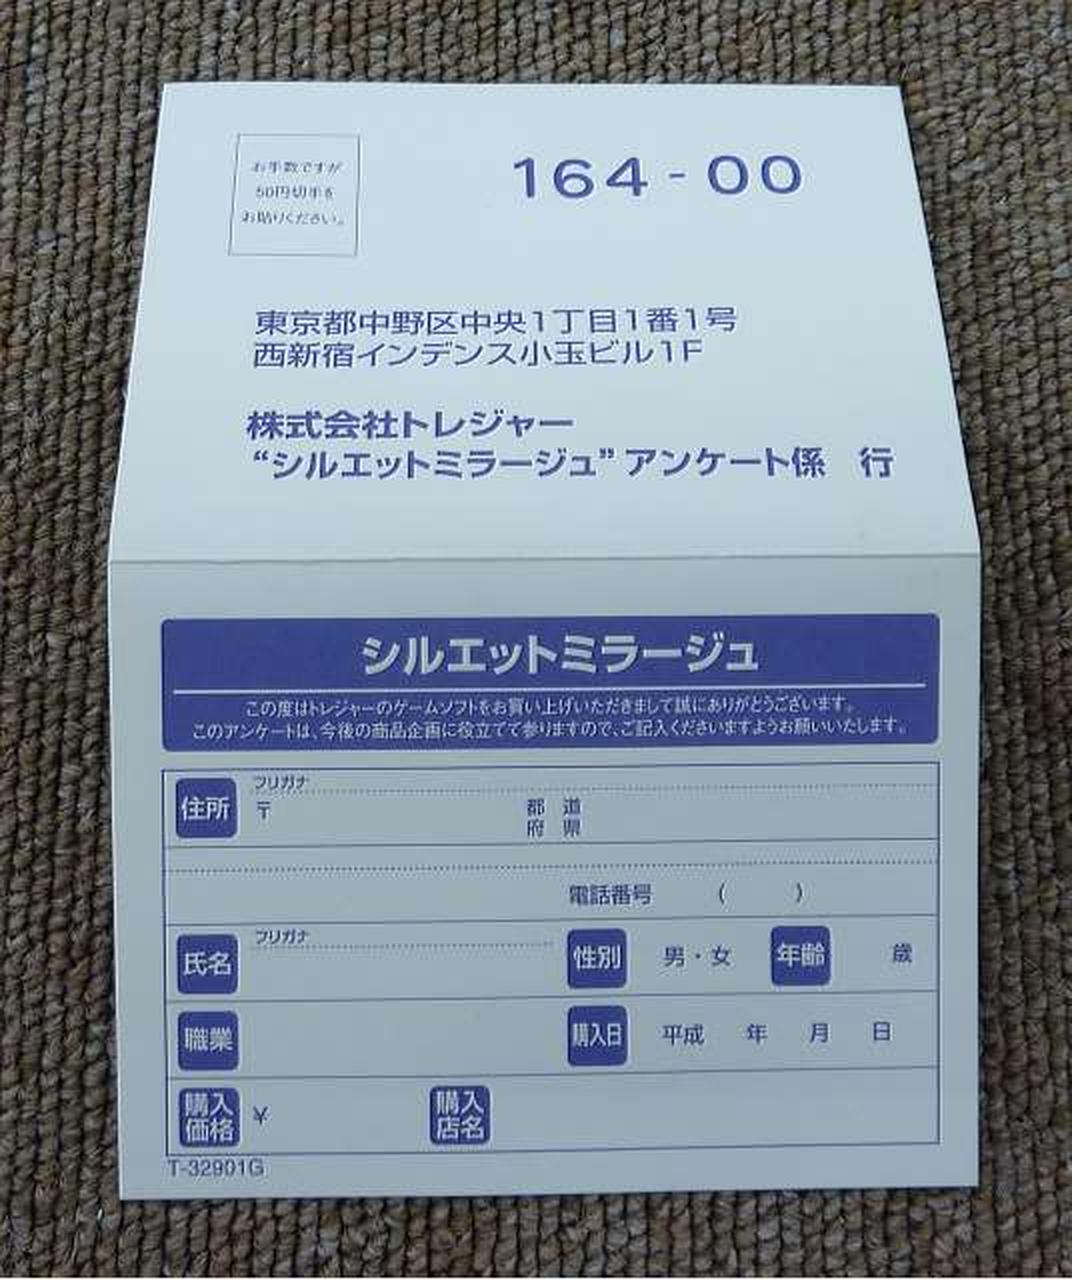 お手数ですが
50円切手を
お貼りください。
164-00
東京都中野区中央1丁目1番1号
西新宿インデンス小玉ビル1F
株式会社トレジャー
“シルエットミラージュ”アンケート係 行
シルエットミラージュ
この度はトレジャーのゲームソフトをお買い上げいただきまして誠にありがとうございます。
このアンケートは、今後の商品企画に役立てて参りますので、ご記入くださいますようお願いいたします。
住所 フリガナ
〒 都 道
府 県
電話番号 ( )
氏名 フリガナ 性別 男・女 年齢 歳
職業 購入日 平成 年 月 日
購入 ¥ 購入
価格 店名
T-32901G